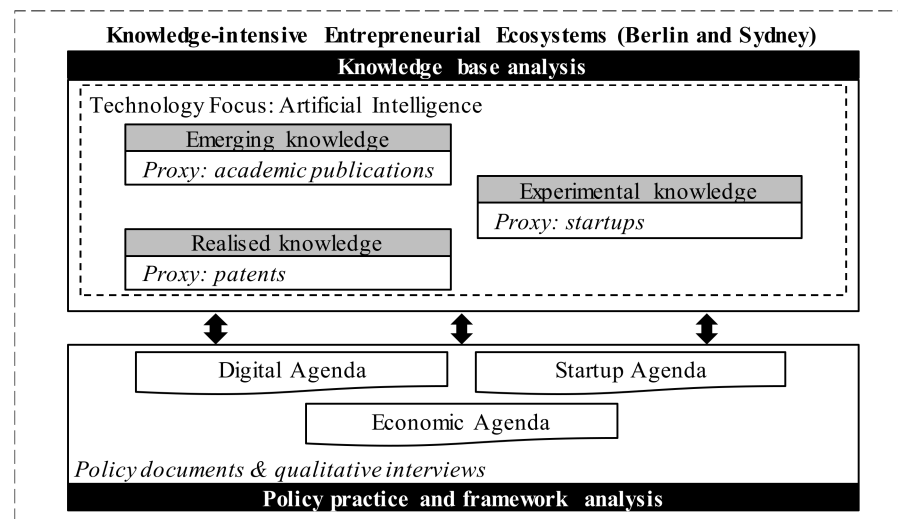 Knowledge-intensive Entrepreneurial Ecosystems (Berlin and Sydney)
Knowledge base analysis
Technology Focus: Artificial Intelligence
Emerging knowledge
Proxy: academic publications
Experimental knowledge
Proxy: startups
Realised knowledge
Proxy: patents
Digital Agenda
Startup Agenda
Economic Agenda
Policy documents & qualitative interviews
Policy practice and framework analysis